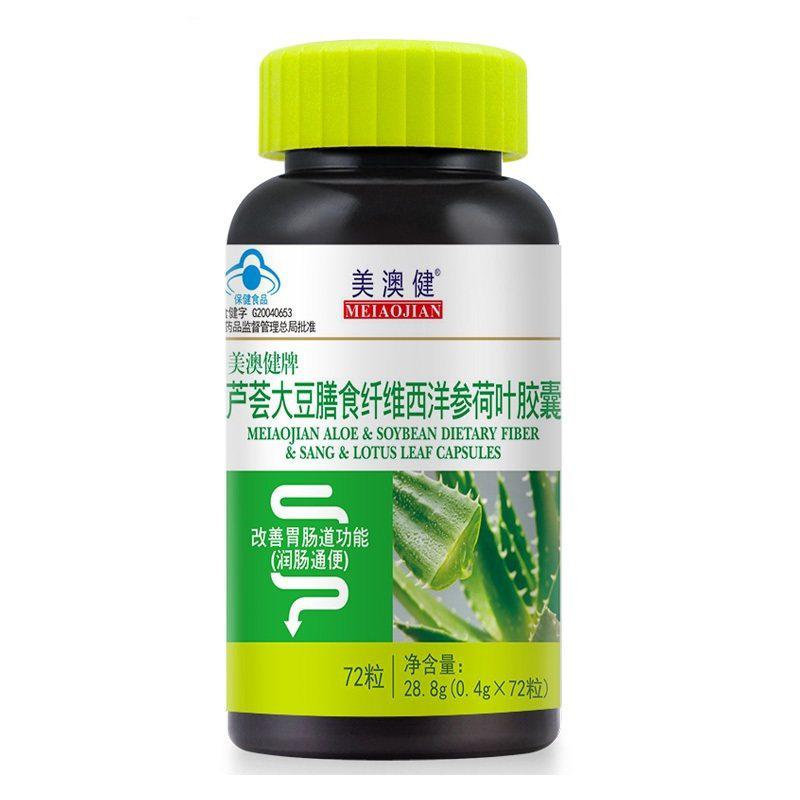 保健食品
健字 G20040653
药品监督管理总局批准
美澳健®
MEIAOJIAN
美澳健牌
芦荟大豆膳食纤维西洋参荷叶胶囊
MEIAOJIAN ALOE & SOYBEAN DIETARY FIBER
& SANG & LOTUS LEAF CAPSULES
改善胃肠道功能
(润肠通便)
72粒
净含量:
28.8g(0.4g×72粒)